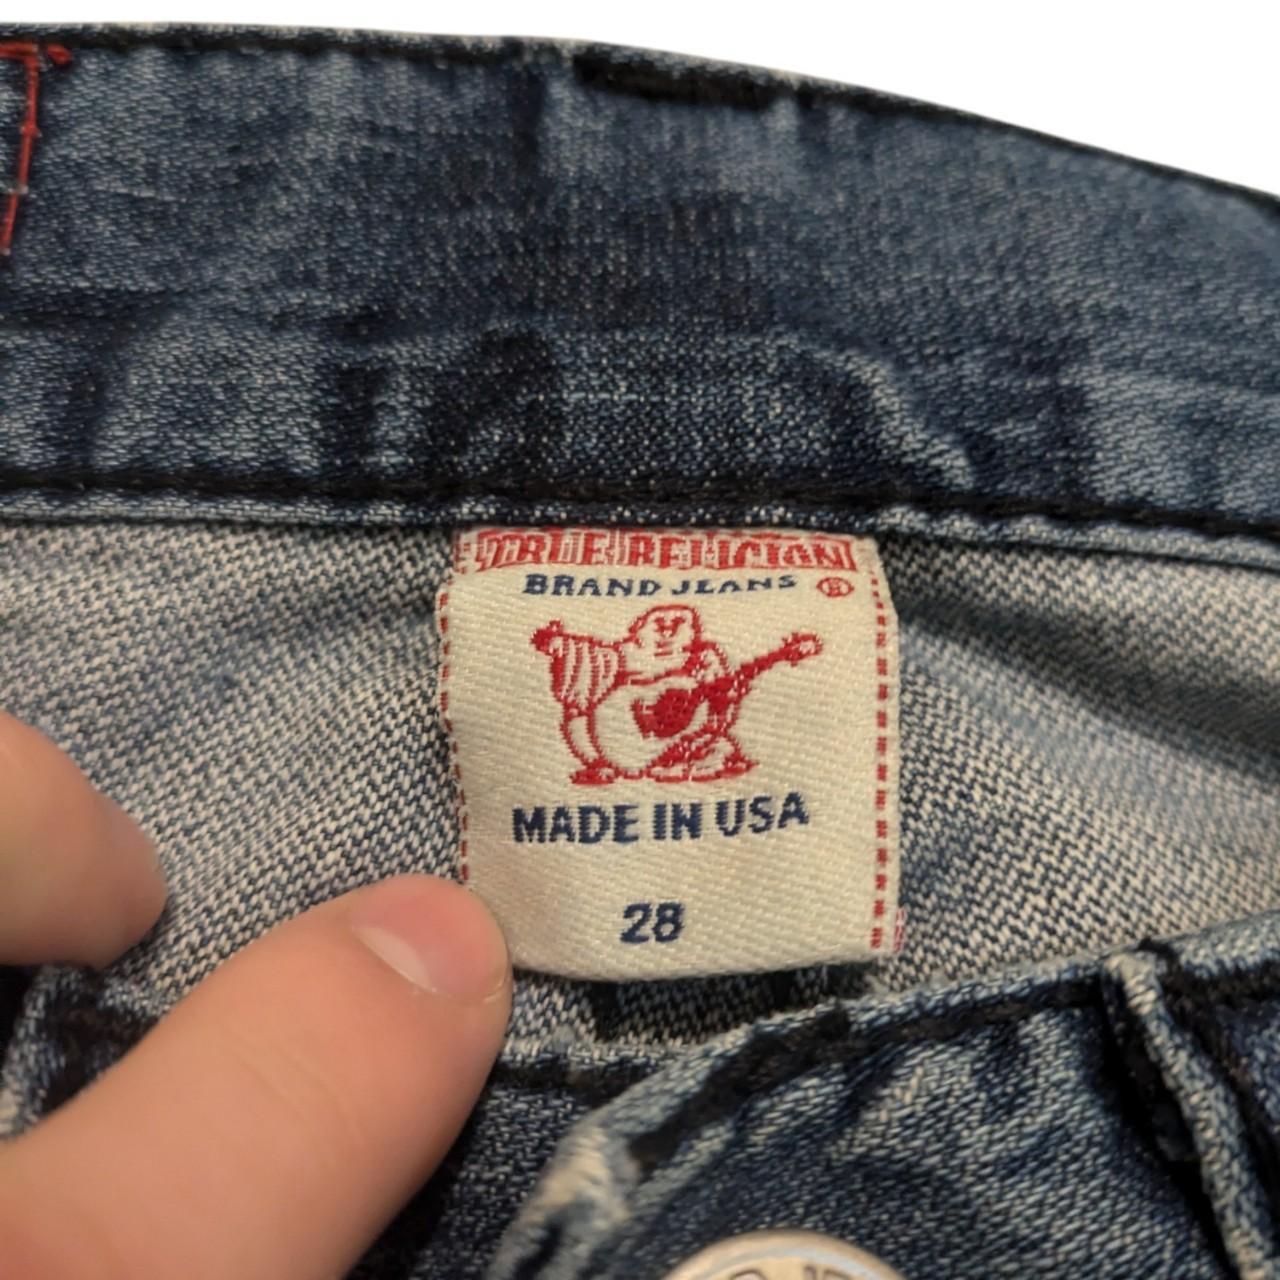 TRUE RELIGION
BRAND JEANS ®
MADE IN USA
28